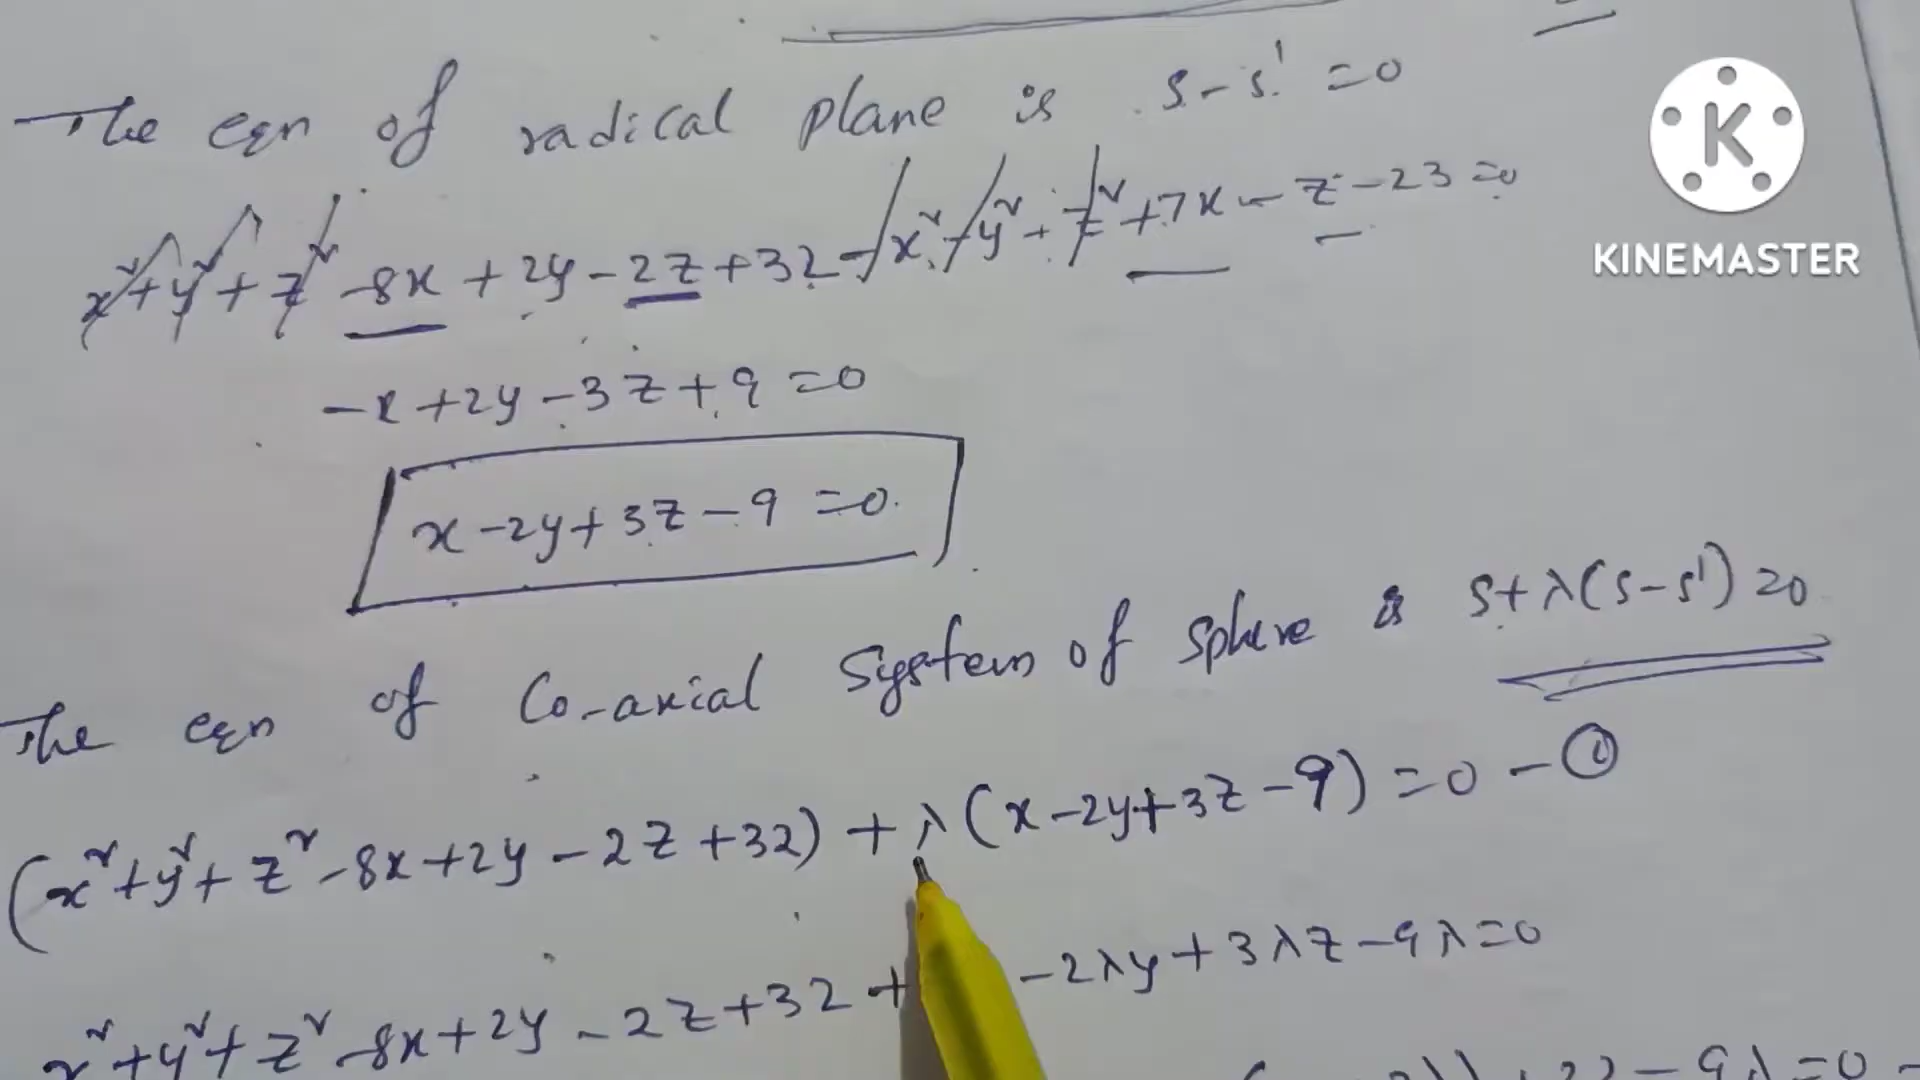 The eqn of radical plane is S-S' =0
x²+y²+z² -8x +2y -2z +32 -x² -y² + z² +7x - z -23 =0
KINEMASTER
-x +2y -3z +9 =0
x -2y + 3z -9 =0.
The eqn of Co-axial System of Sphere is S+λ(S-S')=0
(x²+y²+z² -8x+2y -2z +32) + λ(x-2y+3z-9) =0 - ①
x²+y²+z² -8x+2y -2z +32 + -2λy + 3λz -9λ=0
-9λ=0